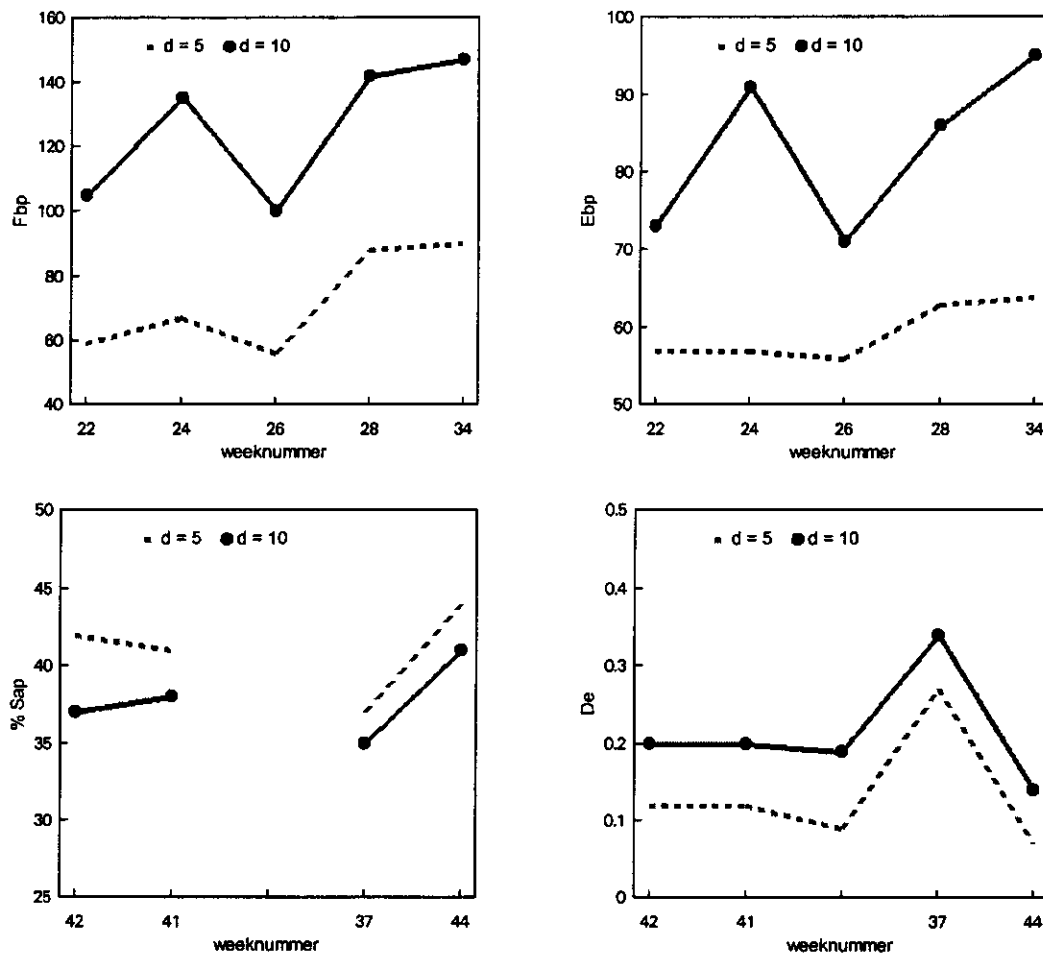 160
140
120
100
80
60
40
Fbp
d = 5 d = 10
22 24 26 28 34
weeknummer
100
90
80
70
60
50
Ebp
d = 5 d = 10
22 24 26 28 34
weeknummer
50
45
40
35
30
25
% Sap
d = 5 d = 10
42 41 37 44
weeknummer
0.5
0.4
0.3
0.2
0.1
0
De
d = 5 d = 10
42 41 37 44
weeknummer